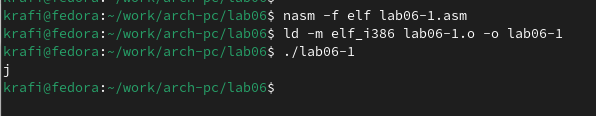 krafi@fedora:~/work/arch-pc/lab06$ nasm -f elf lab06-1.asm
krafi@fedora:~/work/arch-pc/lab06$ ld -m elf_i386 lab06-1.o -o lab06-1
krafi@fedora:~/work/arch-pc/lab06$ ./lab06-1
j
krafi@fedora:~/work/arch-pc/lab06$